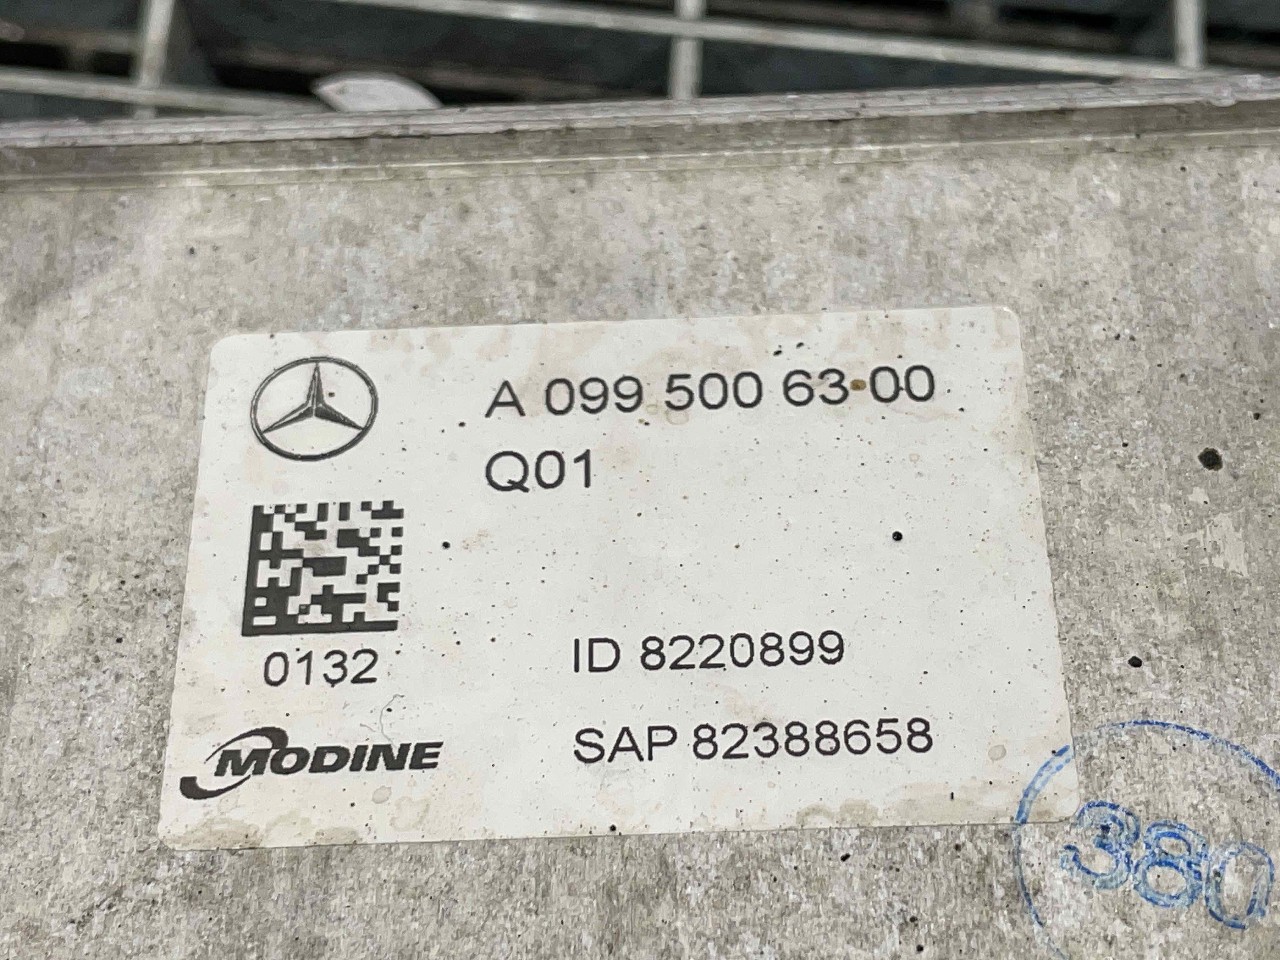 A 099 500 63 00
Q01
0132
ID 8220899
MODINE
SAP 82388658
380